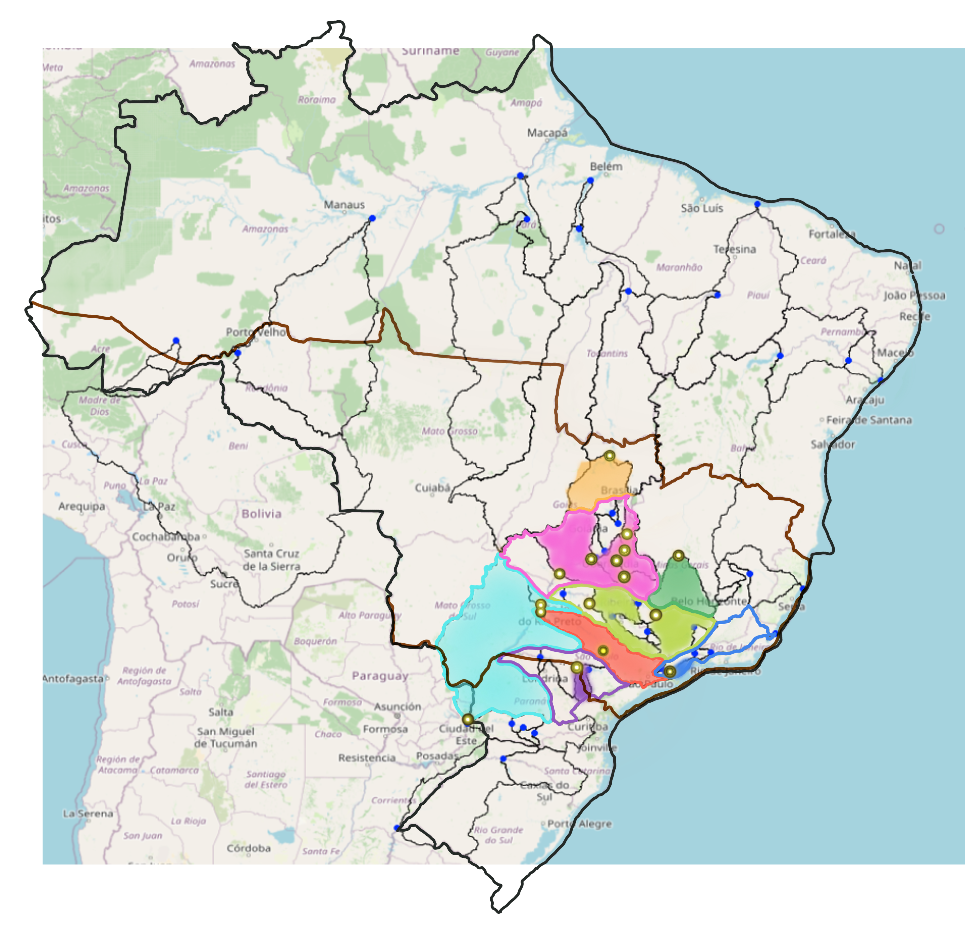 Suriname
Guyane
Meta
Amazonas
Roraima
Amapá
Macapá
Belém
Amazonas
Manaus
São Luís
itos
Amazonas
Fortaleza
Teresina
Maranhão
Ceará
Natal
Piauí
João Pessoa
Recife
Porto Velho
Pernambu
Acre
Tocantins
Maceió
Rondônia
Madre de
Dios
Aracaju
Feira de Santana
Mato Grosso
Cusco
Beni
Bahia
Salvador
Puno
La Paz
Cuiabá
Brasília
Arequipa
La Paz
Goiás
Bolivia
Cochabamba
Oruro
Santa Cruz
de la Sierra
Minas Gerais
Sucre
Potosí
Mato Grosso
do Sul
Belo Horizonte
Serra
Alto Paraguay
do Rio Preto
Boquerón
Rio de Janeiro
Región de
Antofagasta
Antofagasta
Paraguay
Londrina
São Paulo
Rio de Janeiro
Salta
Formosa
Asunción
Paraná
Salta
San Miguel
de Tucumán
Formosa
Ciudad del
Este
Curitiba
Chaco
Joinville
Región de
Atacama
Catamarca
Resistencia
Posadas
Santiago
del Estero
Santa Catarina
Caxias do
Sul
Corrientes
La Serena
La Rioja
Porto Alegre
San Juan
Rio Grande
do Sul
Córdoba
Santa Fe